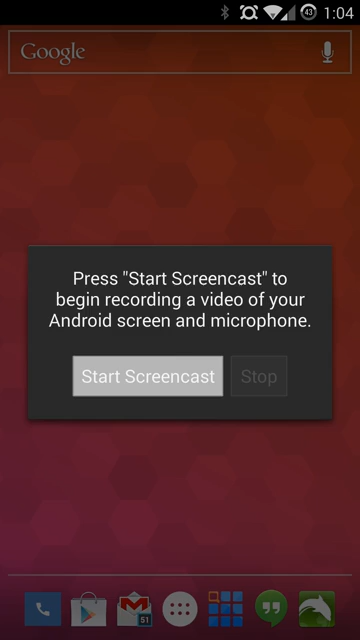 43 1:04
Google
Press "Start Screencast" to
begin recording a video of your
Android screen and microphone.
Start Screencast Stop
51